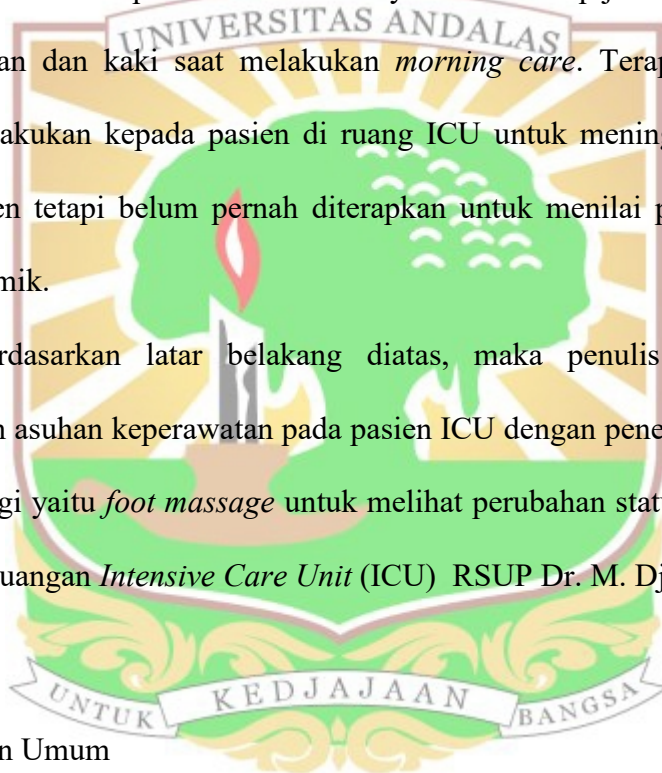 UNIVERSITAS ANDALAS
an dan kaki saat melakukan morning care. Terap
akukan kepada pasien di ruang ICU untuk mening
en tetapi belum pernah diterapkan untuk menilai p
mik.
rdasarkan latar belakang diatas, maka penulis
n asuhan keperawatan pada pasien ICU dengan pene
gi yaitu foot massage untuk melihat perubahan stat
uangan Intensive Care Unit (ICU) RSUP Dr. M. Dj
UNTUK KEDJAJAAN BANGSA
n Umum